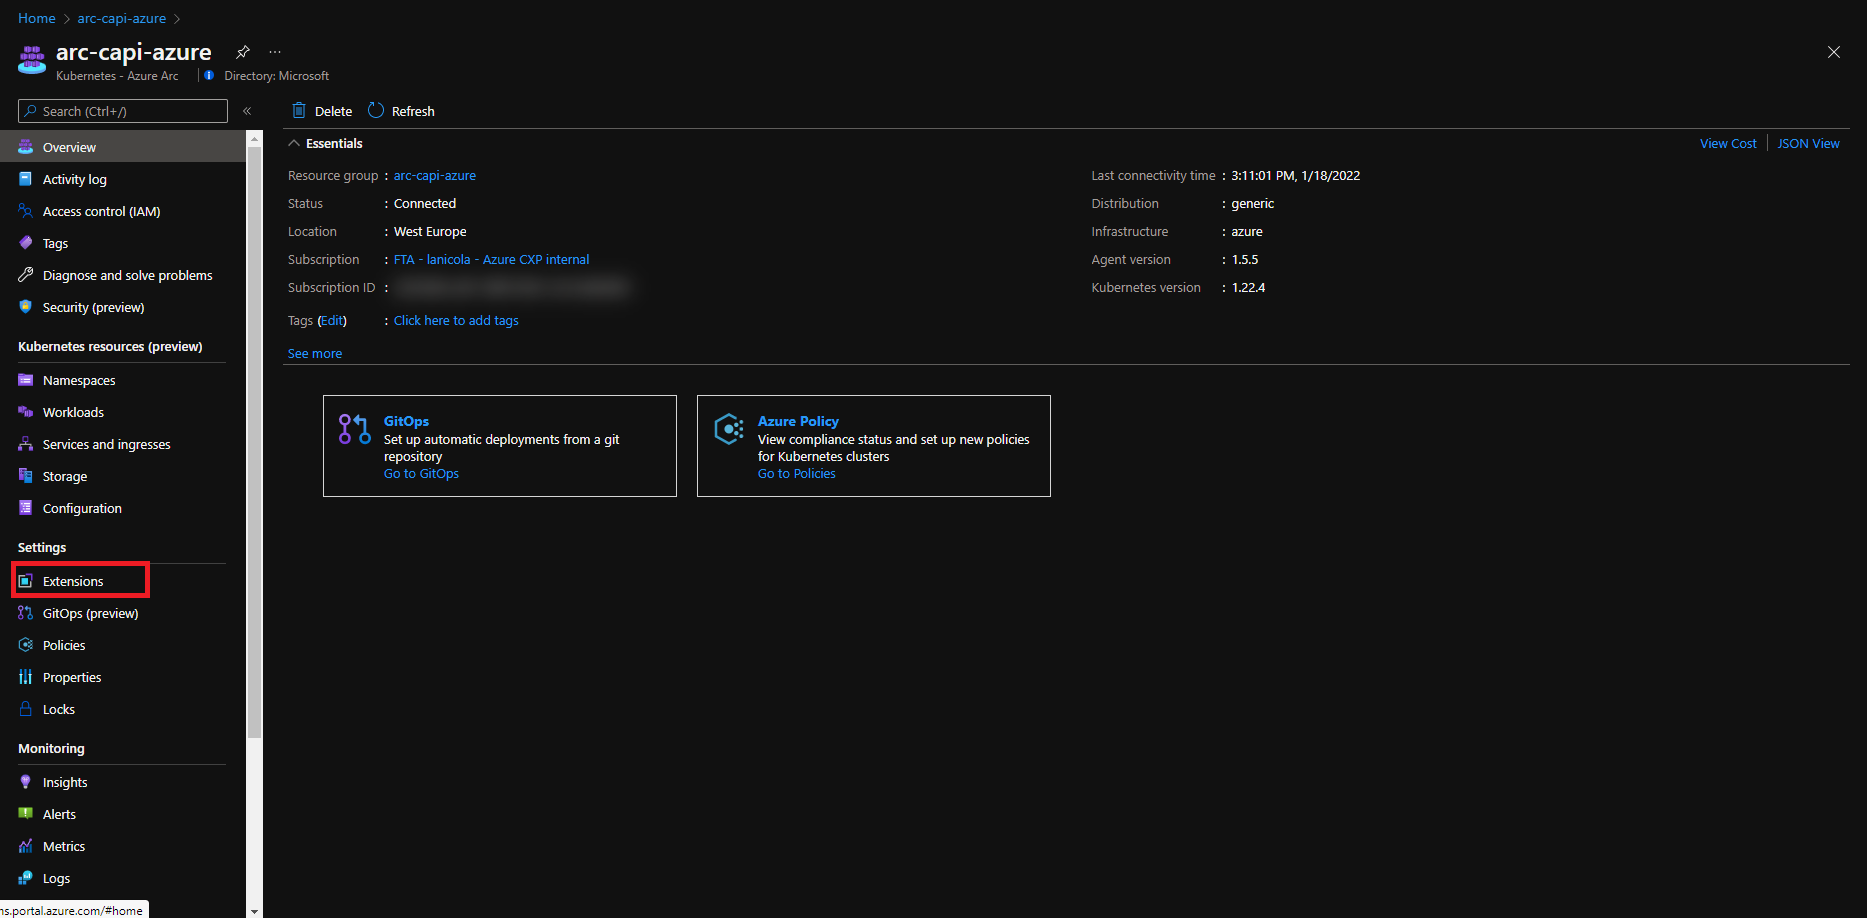 Home > arc-capi-azure >
arc-capi-azure ...
Kubernetes - Azure Arc | Directory: Microsoft
Search (Ctrl+/) «
Overview
Activity log
Access control (IAM)
Tags
Diagnose and solve problems
Security (preview)
Kubernetes resources (preview)
Namespaces
Workloads
Services and ingresses
Storage
Configuration
Settings
Extensions
GitOps (preview)
Policies
Properties
Locks
Monitoring
Insights
Alerts
Metrics
Logs
ns.portal.azure.com/#home
Delete Refresh
Essentials
View Cost | JSON View
Resource group : arc-capi-azure
Status : Connected
Location : West Europe
Subscription : FTA - lanicola - Azure CXP internal
Subscription ID :
Tags (Edit) : Click here to add tags
See more
Last connectivity time : 3:11:01 PM, 1/18/2022
Distribution : generic
Infrastructure : azure
Agent version : 1.5.5
Kubernetes version : 1.22.4
GitOps
Set up automatic deployments from a git
repository
Go to GitOps
Azure Policy
View compliance status and set up new policies
for Kubernetes clusters
Go to Policies